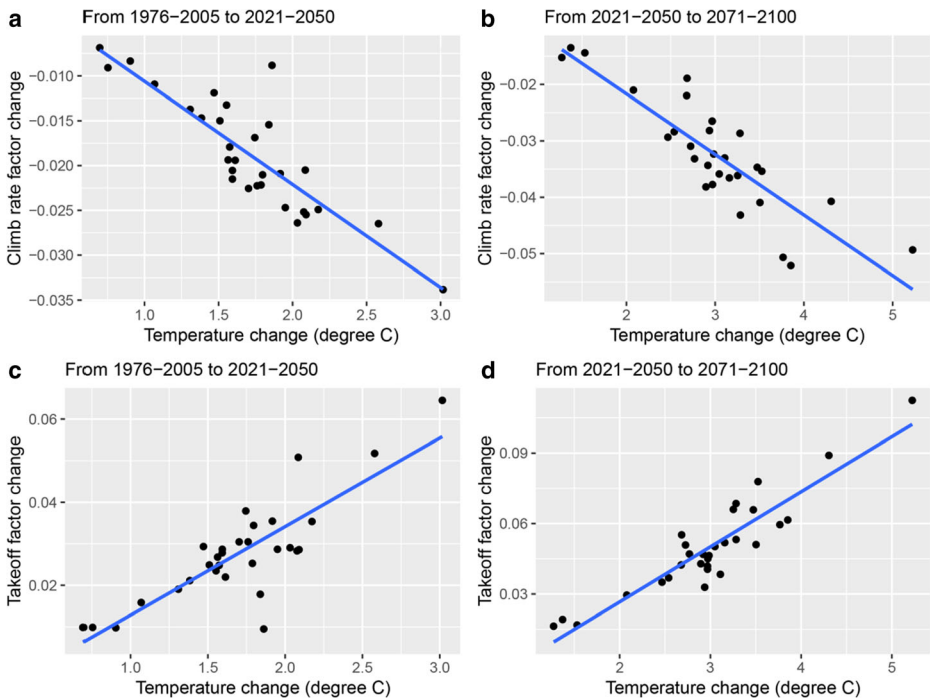 a From 1976−2005 to 2021−2050
Climb rate factor change
−0.010
−0.015
−0.020
−0.025
−0.030
−0.035
1.0 1.5 2.0 2.5 3.0
Temperature change (degree C)
b From 2021−2050 to 2071−2100
Climb rate factor change
−0.02
−0.03
−0.04
−0.05
2 3 4 5
Temperature change (degree C)
c From 1976−2005 to 2021−2050
Takeoff factor change
0.06
0.04
0.02
1.0 1.5 2.0 2.5 3.0
Temperature change (degree C)
d From 2021−2050 to 2071−2100
Takeoff factor change
0.09
0.06
0.03
2 3 4 5
Temperature change (degree C)